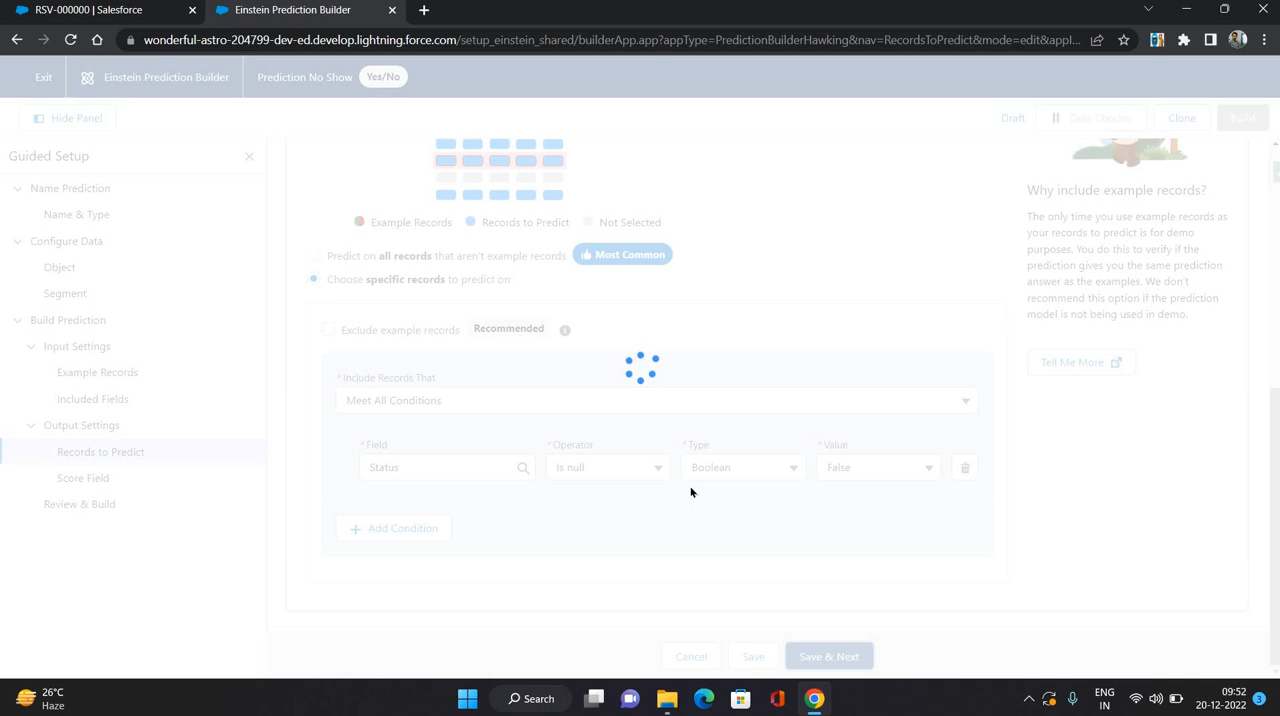 RSV-000000 | Salesforce
Einstein Prediction Builder
wonderful-astro-204799-dev-ed.develop.lightning.force.com/setup_einstein_shared/builderApp.app?appType=PredictionBuilderHawking&nav=RecordsToPredict&mode=edit&appl...
Exit
Einstein Prediction Builder
Prediction No Show
Yes/No
Hide Panel
Draft
Data Checker
Clone
Build
Guided Setup
Name Prediction
Name & Type
Configure Data
Object
Segment
Build Prediction
Input Settings
Example Records
Included Fields
Output Settings
Records to Predict
Score Field
Review & Build
Example Records
Records to Predict
Not Selected
Predict on all records that aren't example records
Most Common
Choose specific records to predict on
Exclude example records
Recommended
* Include Records That
Meet All Conditions
* Field
* Operator
* Type
* Value
Status
Is null
Boolean
False
Add Condition
Why include example records?
The only time you use example records as
your records to predict is for demo
purposes. You do this to verify if the
prediction gives you the same prediction
answer as the examples. We don't
recommend this option if the prediction
model is not being used in demo.
Tell Me More
Cancel
Save
Save & Next
26°C
Haze
Search
ENG
IN
09:52
20-12-2022
3